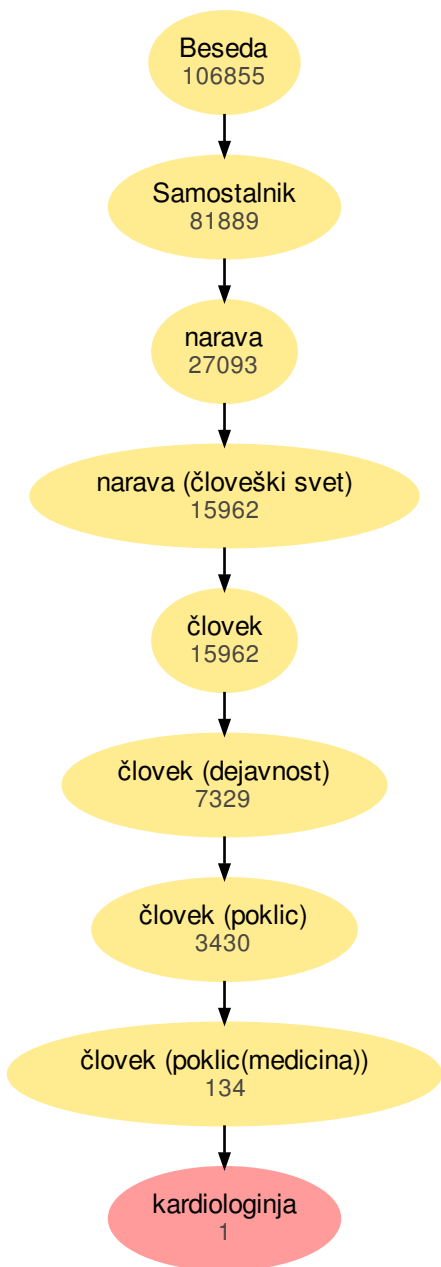 Beseda
106855
Samostalnik
81889
narava
27093
narava (človeški svet)
15962
človek
15962
človek (dejavnost)
7329
človek (poklic)
3430
človek (poklic(medicina))
134
kardiologinja
1